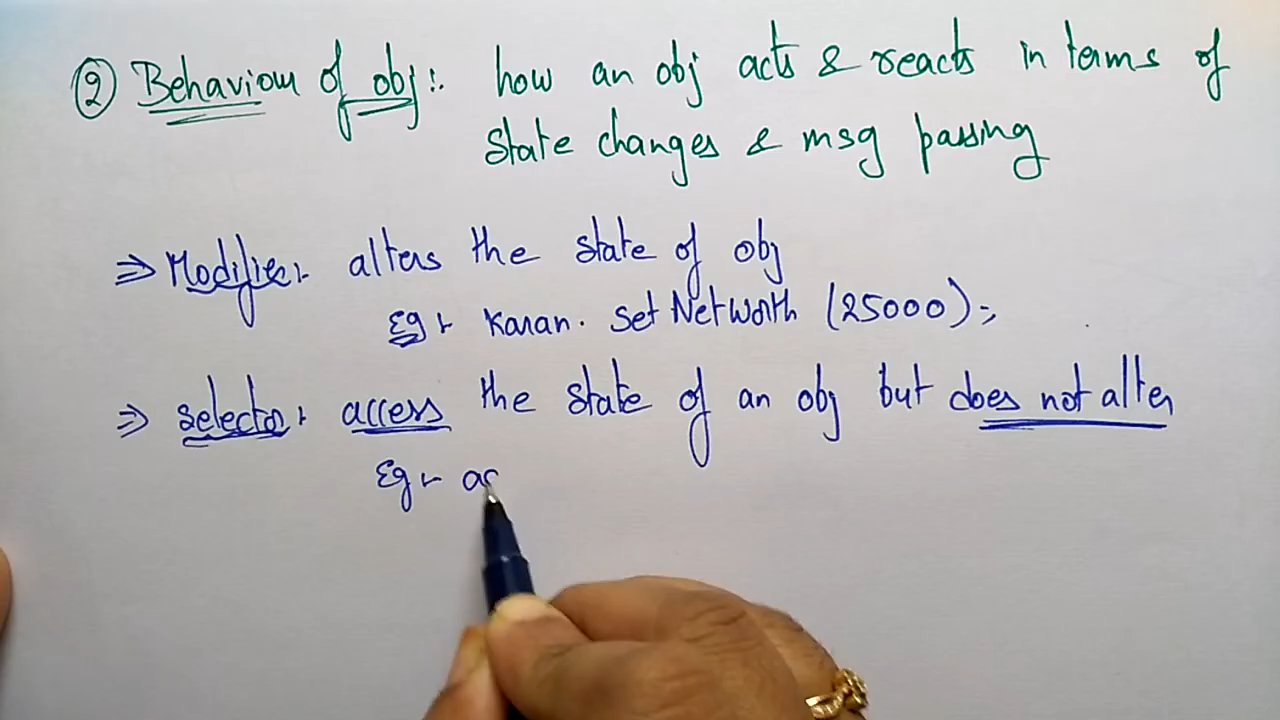 ② Behaviour of obj:. how an obj acts & reacts in terms of
state changes & msg passing
⇒ Modifier:- alters the state of obj
Eg:- Karan. set Networth (25000);
⇒ selector:- access the state of an obj but does not alter
Eg:- ac